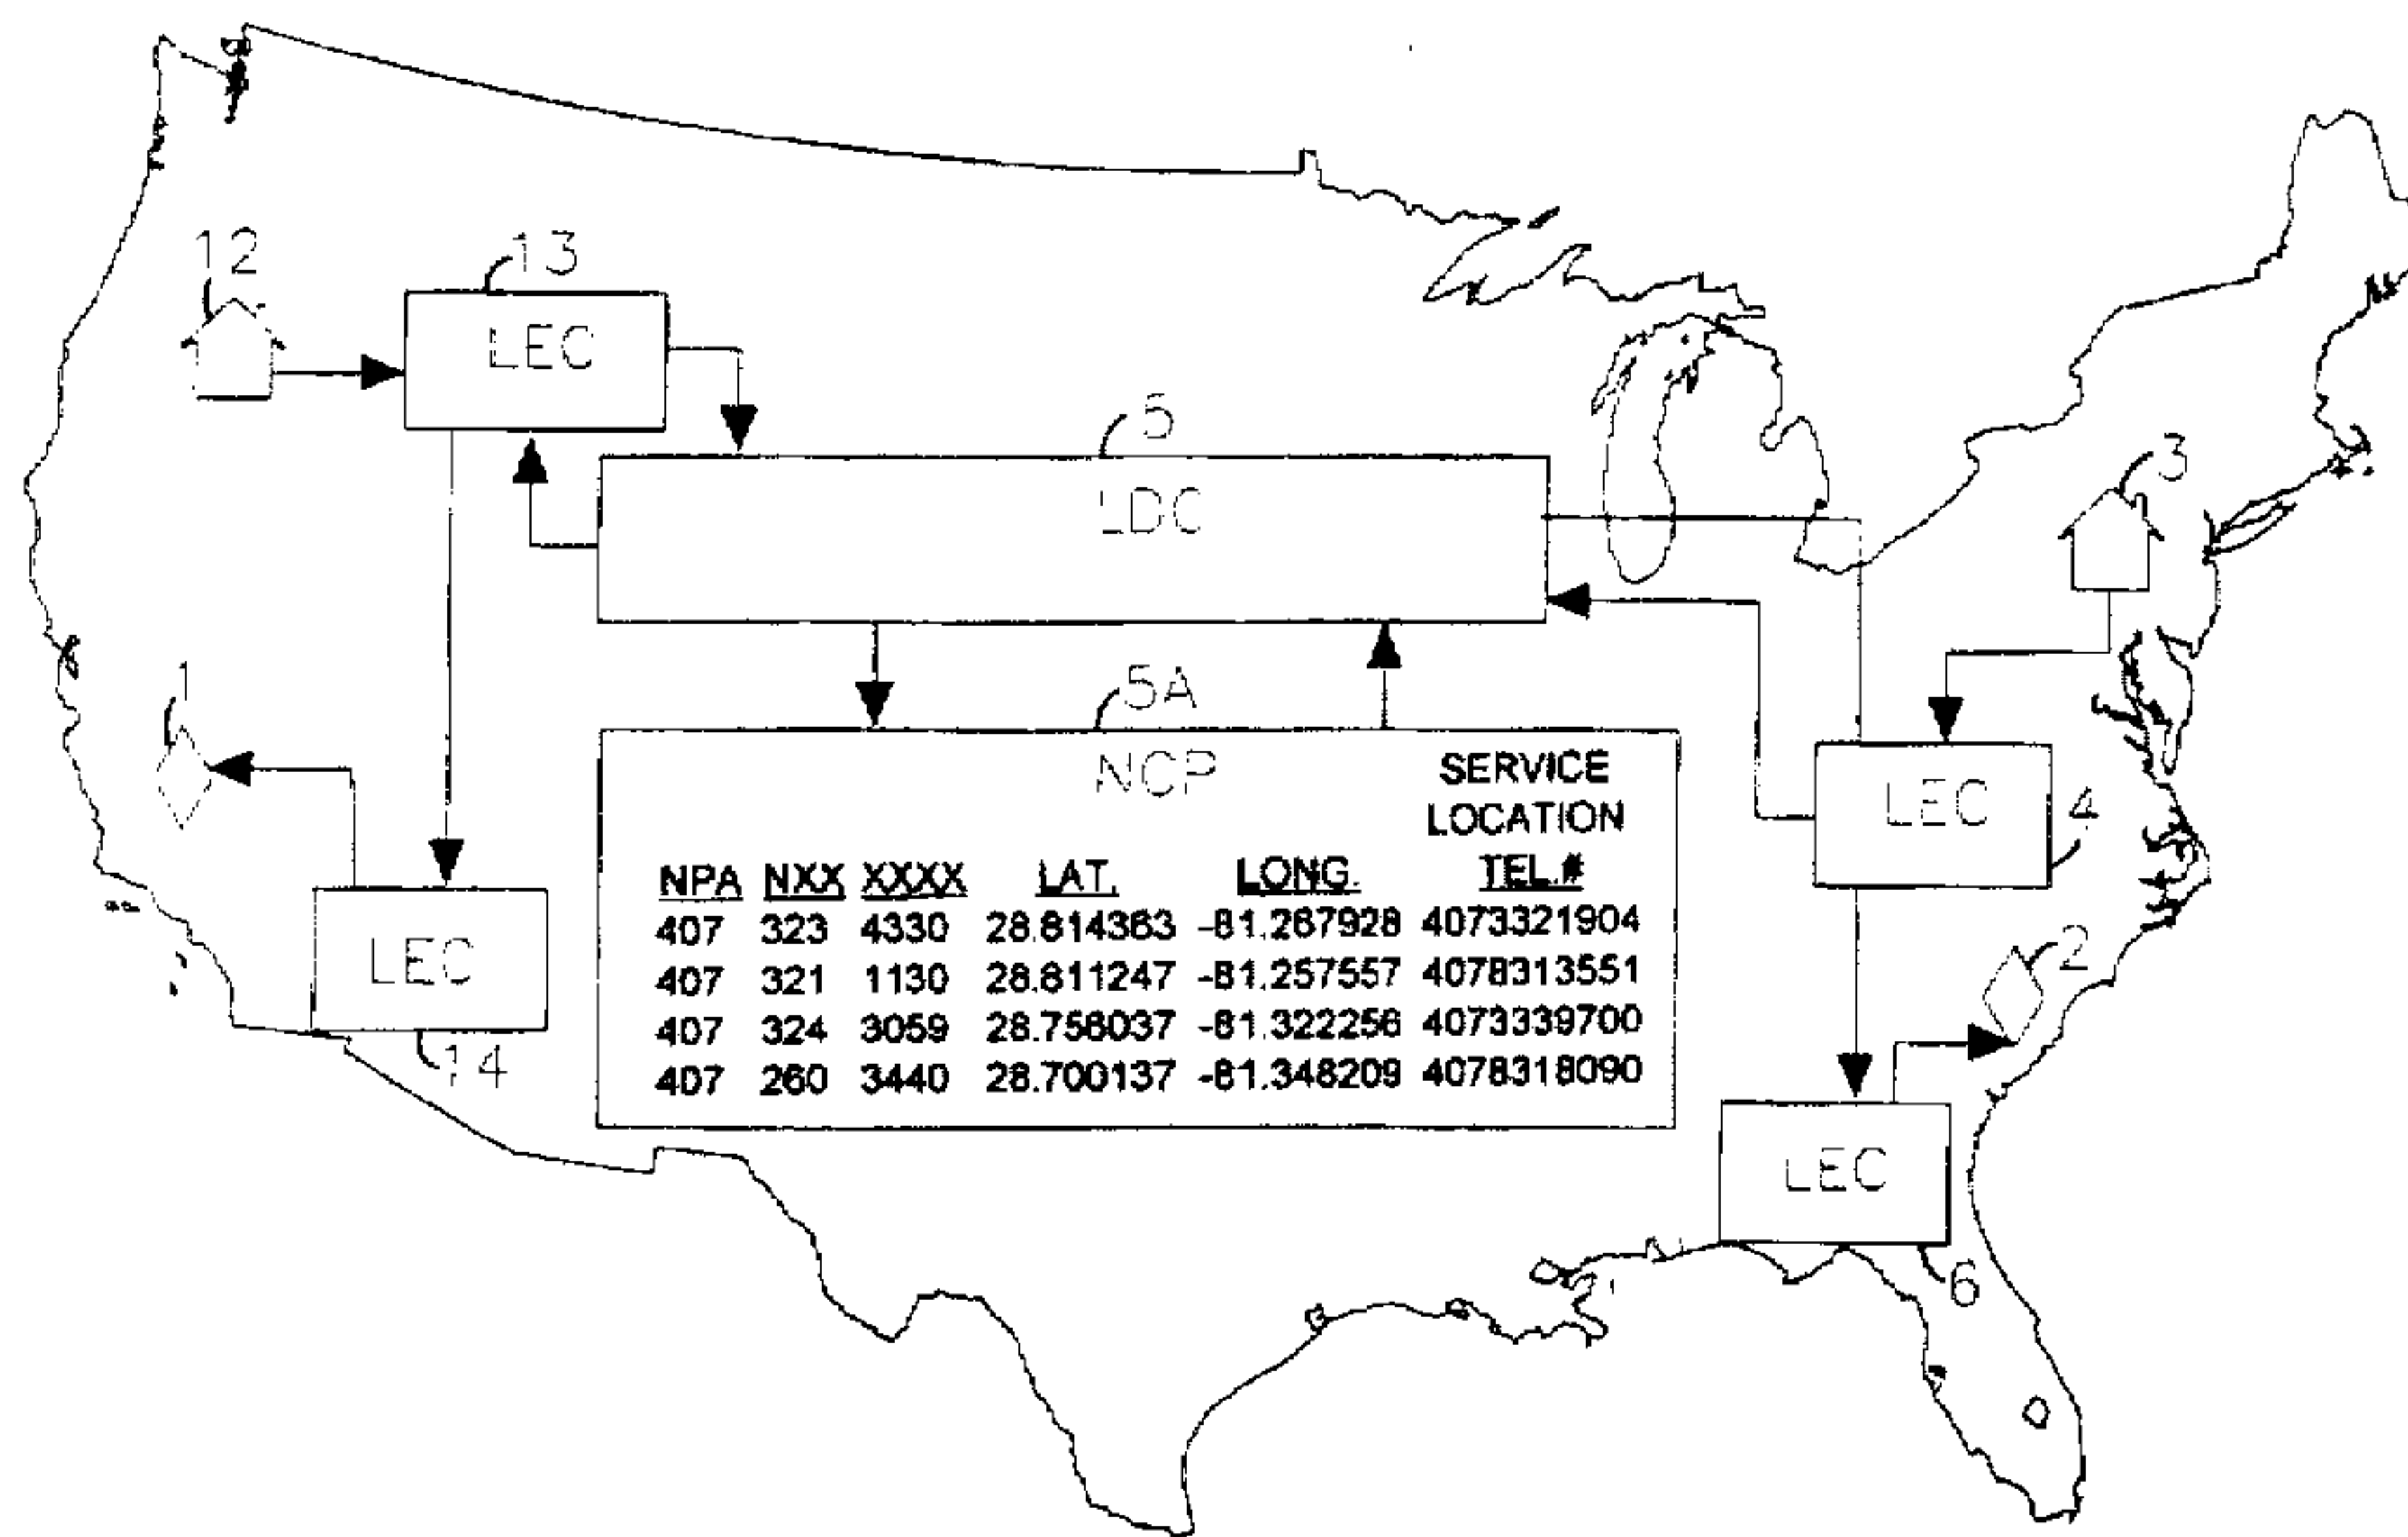 12
13
LEC
5
LDC
3
1
5A
NCP
SERVICE
LOCATION
NPA NXX XXXX LAT. LONG. TEL.#
407 323 4330 28.814363 -81.267928 4073321904
407 321 1130 28.811247 -81.257557 4078313551
407 324 3059 28.758037 -81.322256 4073339700
407 260 3440 28.700137 -81.348209 4078318090
LEC
4
LEC
14
2
LEC
6